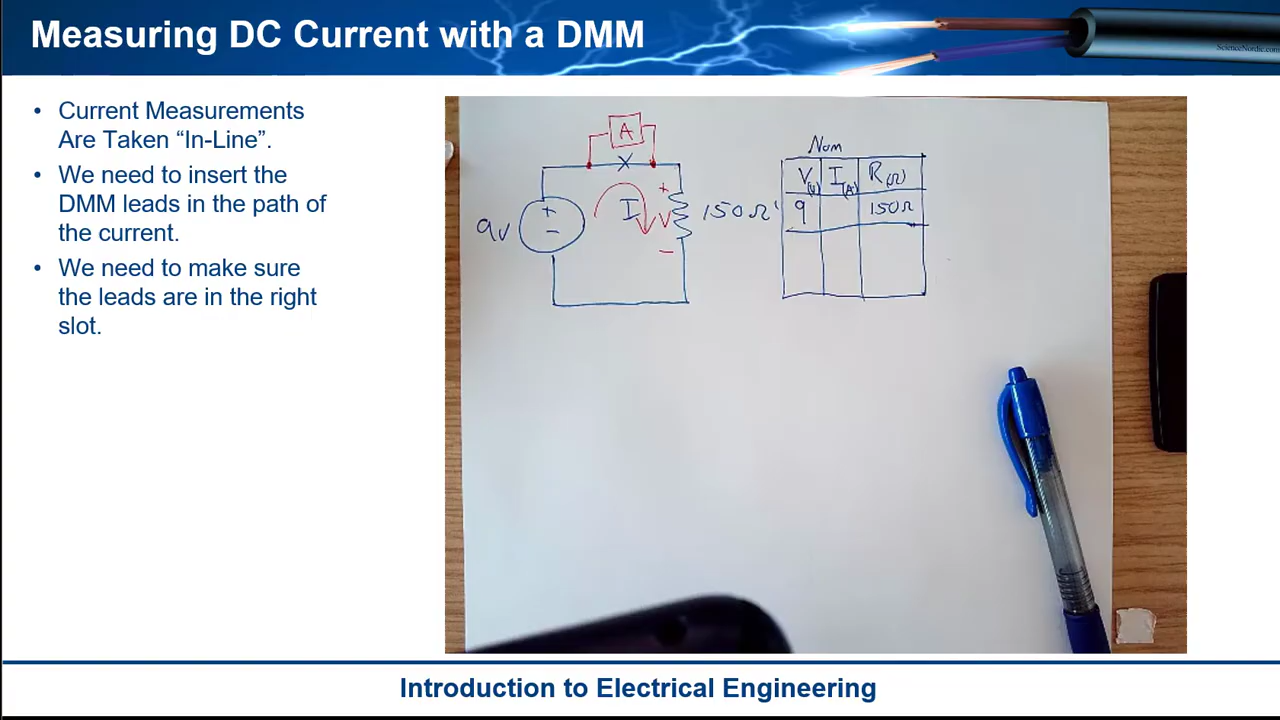 Measuring DC Current with a DMM
ScienceNordic.com
• Current Measurements
Are Taken “In-Line”.
• We need to insert the
DMM leads in the path of
the current.
• We need to make sure
the leads are in the right
slot.
A
X
9V
+
-
I
+
V
-
150Ω
Nom
V(V) I(A) R(Ω)
9 150Ω
Introduction to Electrical Engineering